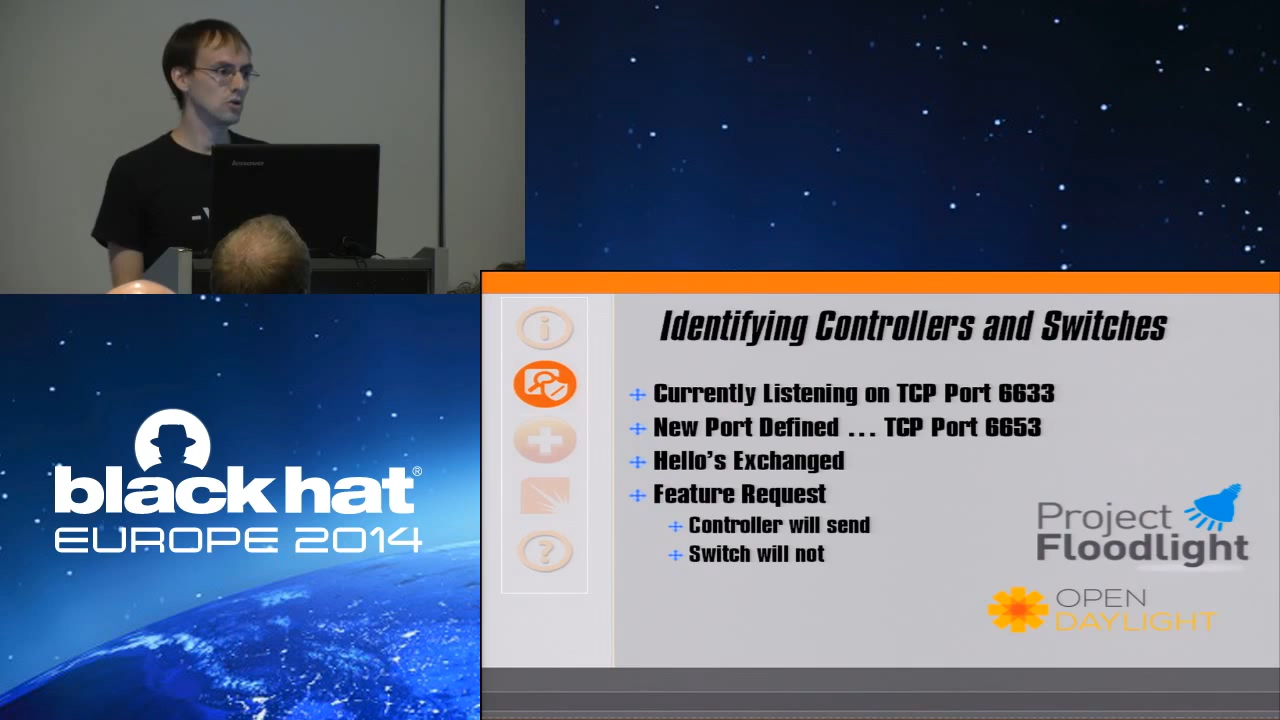 lenovo
Identifying Controllers and Switches
Currently Listening on TCP Port 6633
New Port Defined ... TCP Port 6653
Hello's Exchanged
Feature Request
Controller will send
Switch will not
Project
Floodlight
OPEN
DAYLIGHT
black hat®
EUROPE 2014